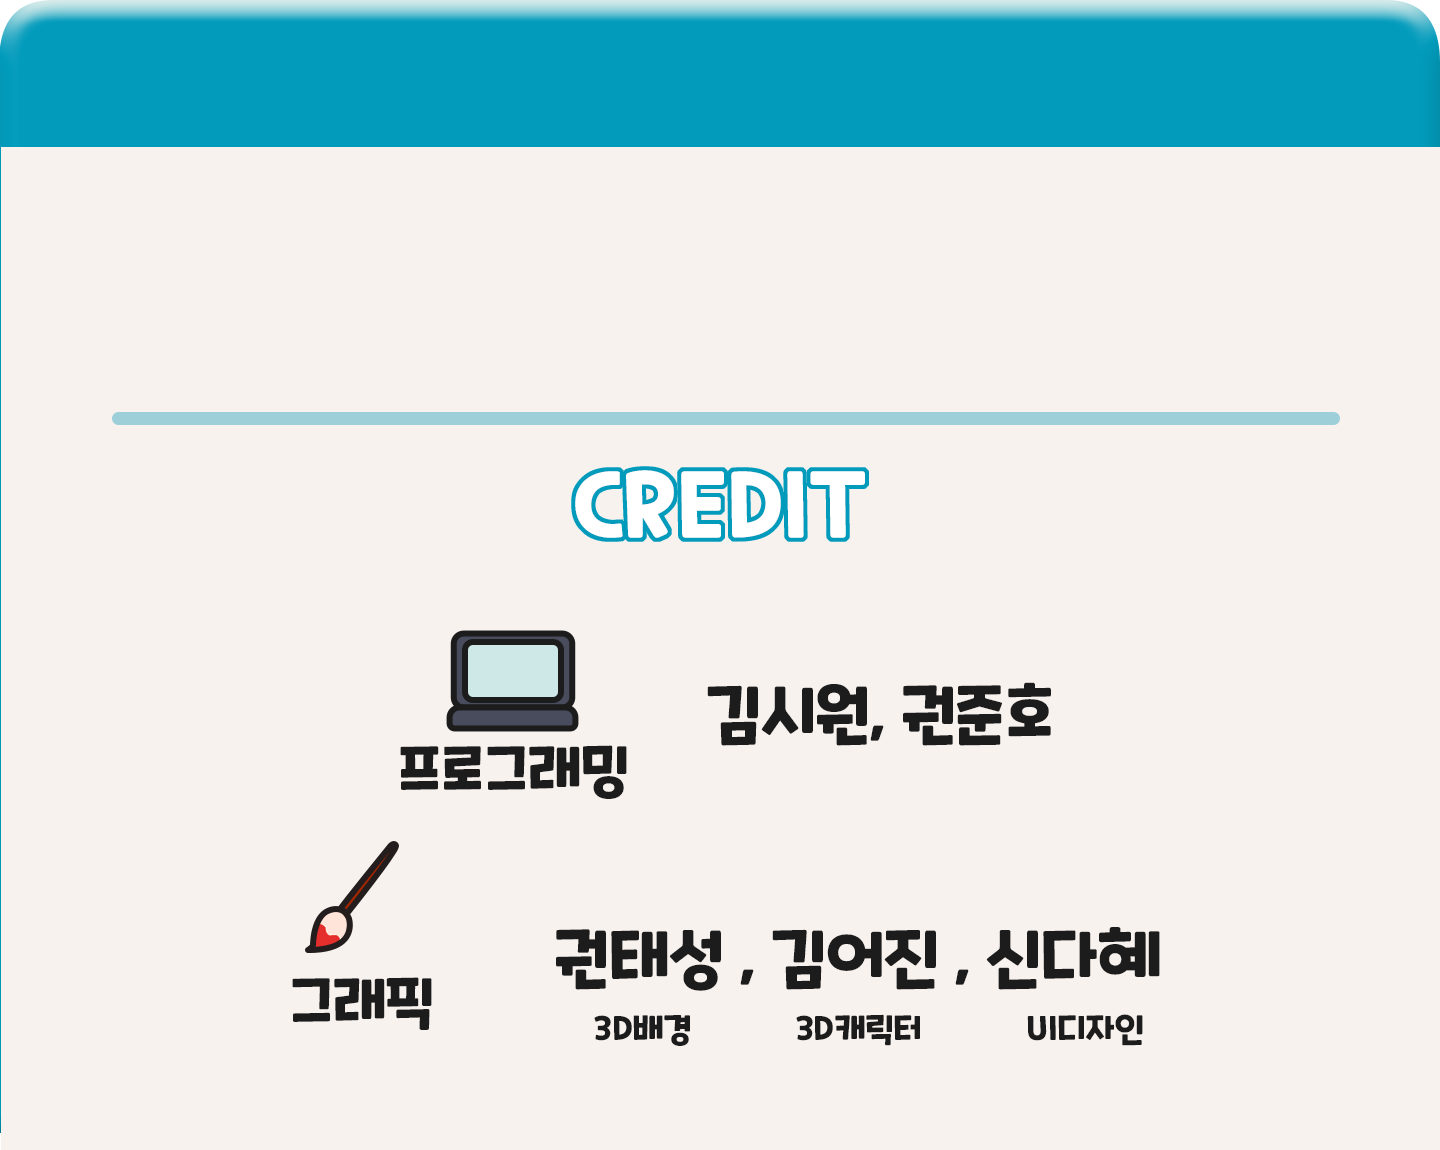 CREDIT
프로그래밍
김시원, 권준호
그래픽
권태성 , 김어진 , 신다혜
3D배경 3D캐릭터 UI디자인